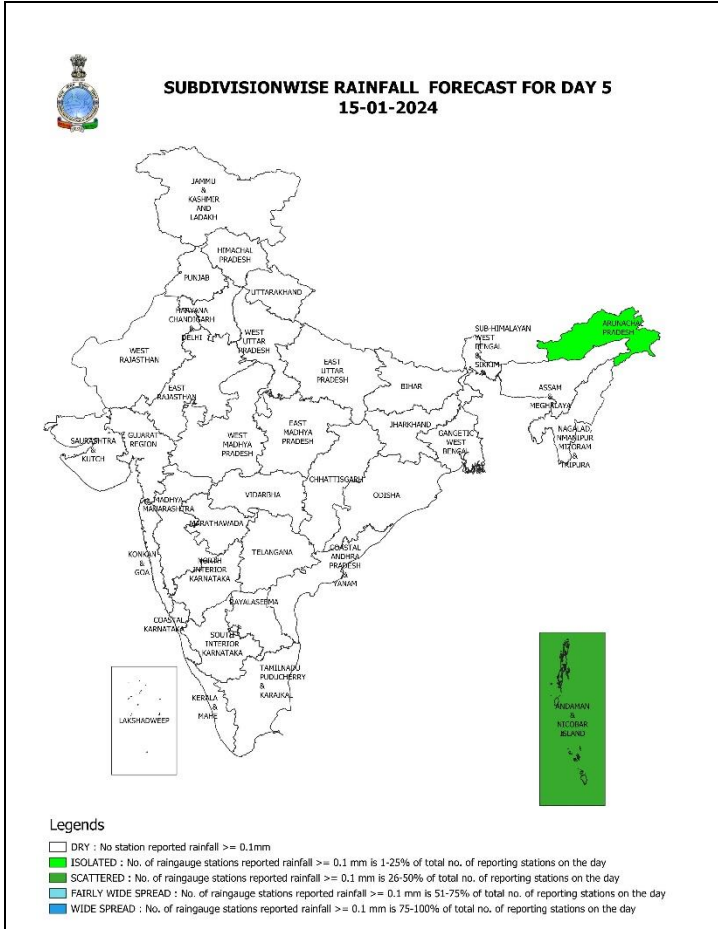 SUBDIVISIONWISE RAINFALL FORECAST FOR DAY 5
15-01-2024
JAMMU
&
KASHMIR
AND
LADAKH
HIMACHAL
PRADESH
PUNJAB
UTTARAKHAND
HARYANA
CHANDIGARH
&
DELHI
WEST
UTTAR
PRADESH
WEST
RAJASTHAN
EAST
RAJASTHAN
EAST
UTTAR
PRADESH
SUB-HIMALAYAN
WEST
BENGAL
&
SIKKIM
ARUNACHAL
PRADESH
BIHAR
ASSAM
&
MEGHALAYA
NAGALAD,
NMANIPUR
MIZORAM
&
TRIPURA
SAURASHTRA
&
KUTCH
GUJARAT
REGION
WEST
MADHYA
PRADESH
EAST
MADHYA
PRADESH
JHARKHAND
GANGETIC
WEST
BENGAL
CHHATTISGARH
ODISHA
VIDARBHA
MADHYA
MAHARASHTRA
MARATHAWADA
KONKAN
&
GOA
NORTH
INTERIOR
KARNATAKA
TELANGANA
COASTAL
ANDHRA
PRADESH
&
YANAM
RAYALASEEMA
COASTAL
KARNATAKA
SOUTH
INTERIOR
KARNATAKA
TAMILNADU
PUDUCHERRY
&
KARAIKAL
KERALA
&
MAHE
LAKSHADWEEP
ANDAMAN
&
NICOBAR
ISLAND
Legends
DRY : No station reported rainfall >= 0.1mm
ISOLATED : No. of raingauge stations reported rainfall >= 0.1 mm is 1-25% of total no. of reporting stations on the day
SCATTERED : No. of raingauge stations reported rainfall >= 0.1 mm is 26-50% of total no. of reporting stations on the day
FAIRLY WIDE SPREAD : No. of raingauge stations reported rainfall >= 0.1 mm is 51-75% of total no. of reporting stations on the day
WIDE SPREAD : No. of raingauge stations reported rainfall >= 0.1 mm is 75-100% of total no. of reporting stations on the day